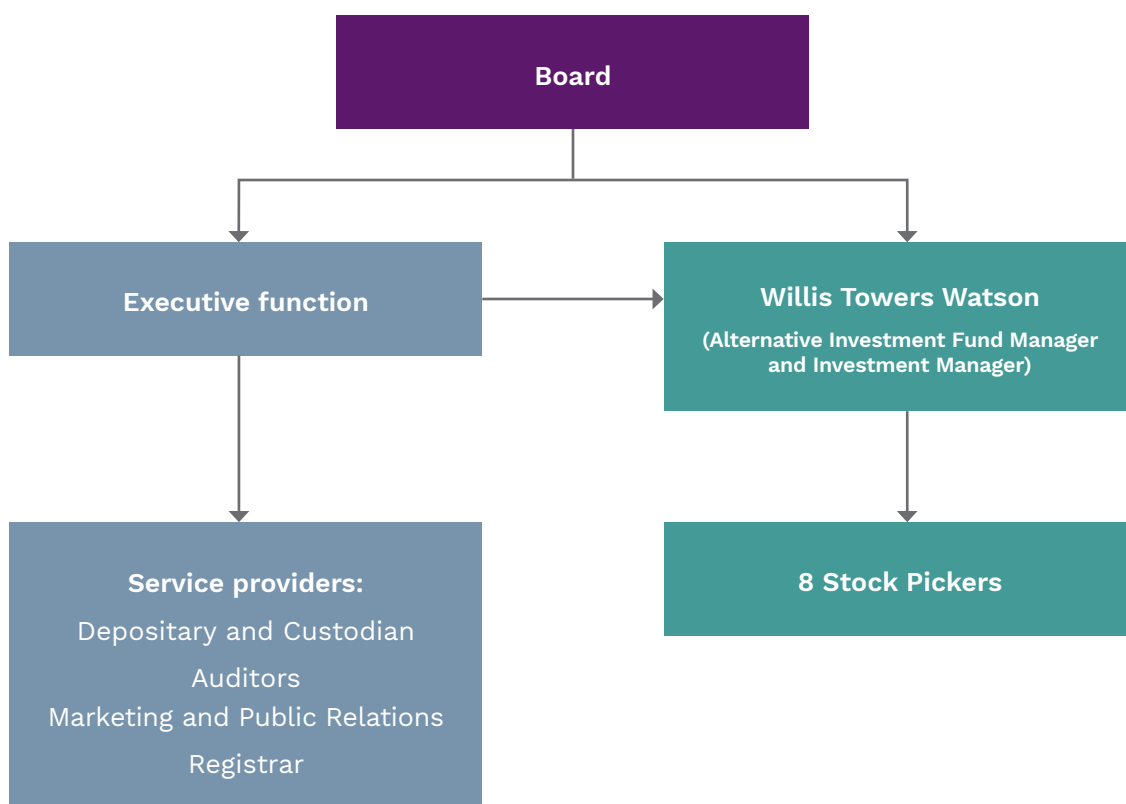 Board
Executive function
Willis Towers Watson
(Alternative Investment Fund Manager
and Investment Manager)
Service providers:
Depositary and Custodian
Auditors
Marketing and Public Relations
Registrar
8 Stock Pickers